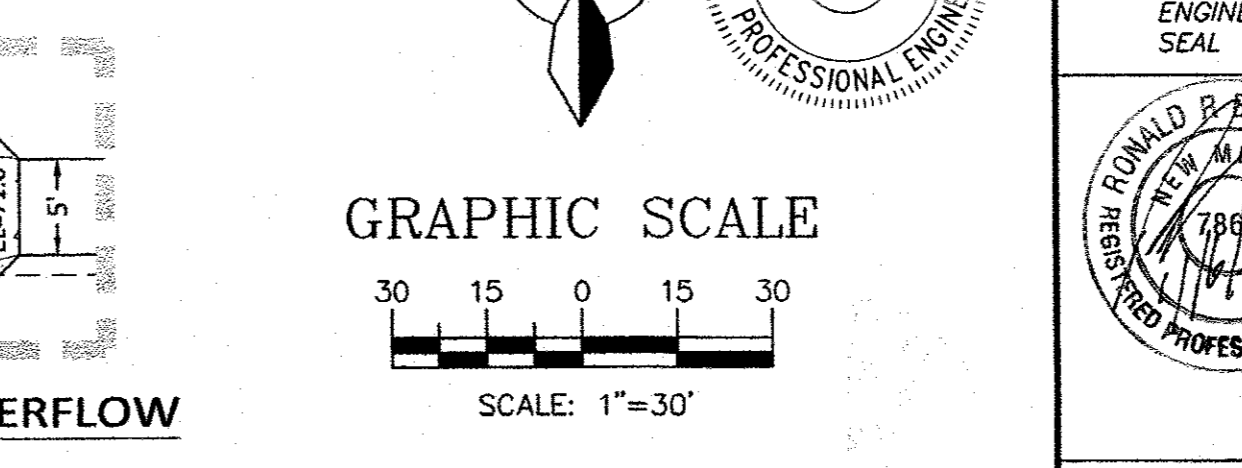 ENGINE
SEAL
PROFESSIONAL ENGINE
RONALD R
NEW M
786
REGISTERED PROFES
5'
GRAPHIC SCALE
30 15 0 15 30
SCALE: 1"=30'
ERFLOW